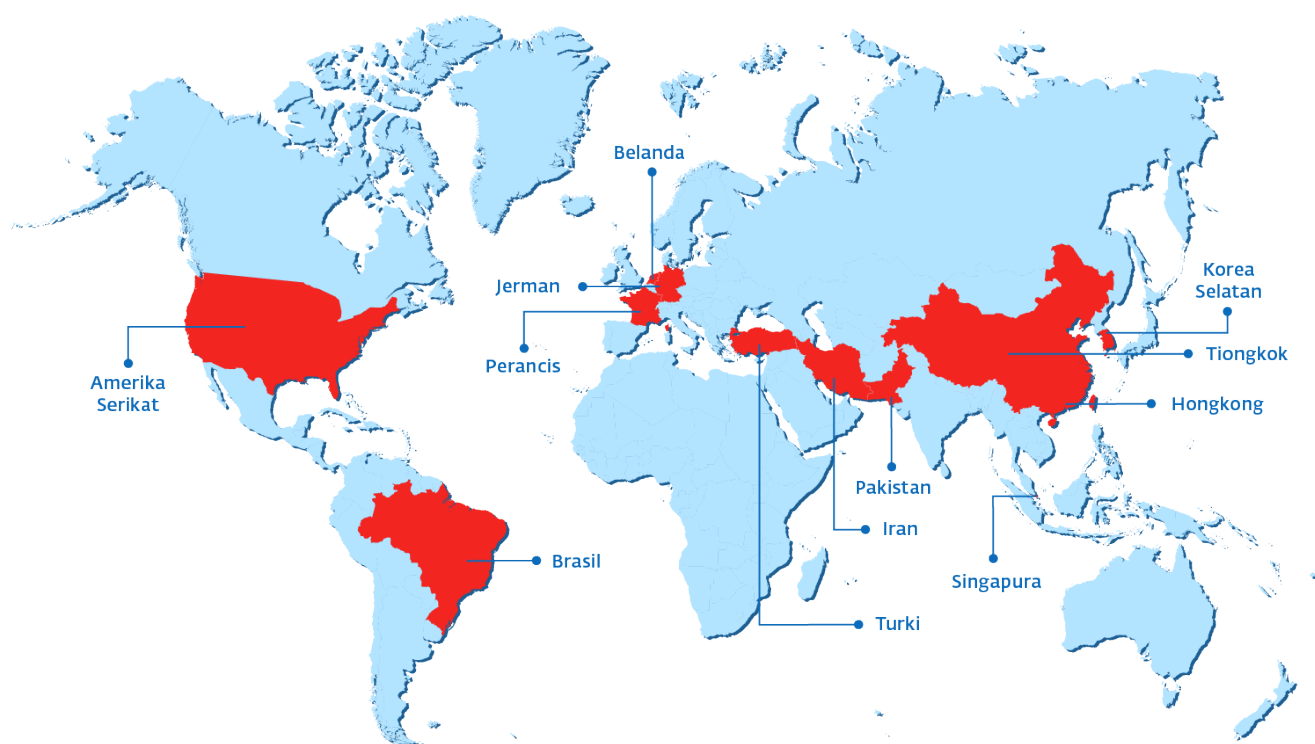 Belanda
Jerman
Perancis
Amerika
Serikat
Brasil
Korea
Selatan
Tiongkok
Hongkong
Pakistan
Iran
Singapura
Turki